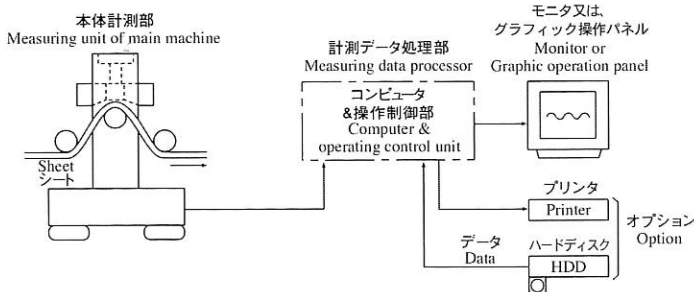 本体計測部
Measuring unit of main machine
Sheet
シート
計測データ処理部
Measuring data processor
コンピュータ
&操作制御部
Computer &
operating control unit
モニタ又は、
グラフィック操作パネル
Monitor or
Graphic operation panel
プリンタ
Printer
データ
Data
ハードディスク
HDD
オプション
Option